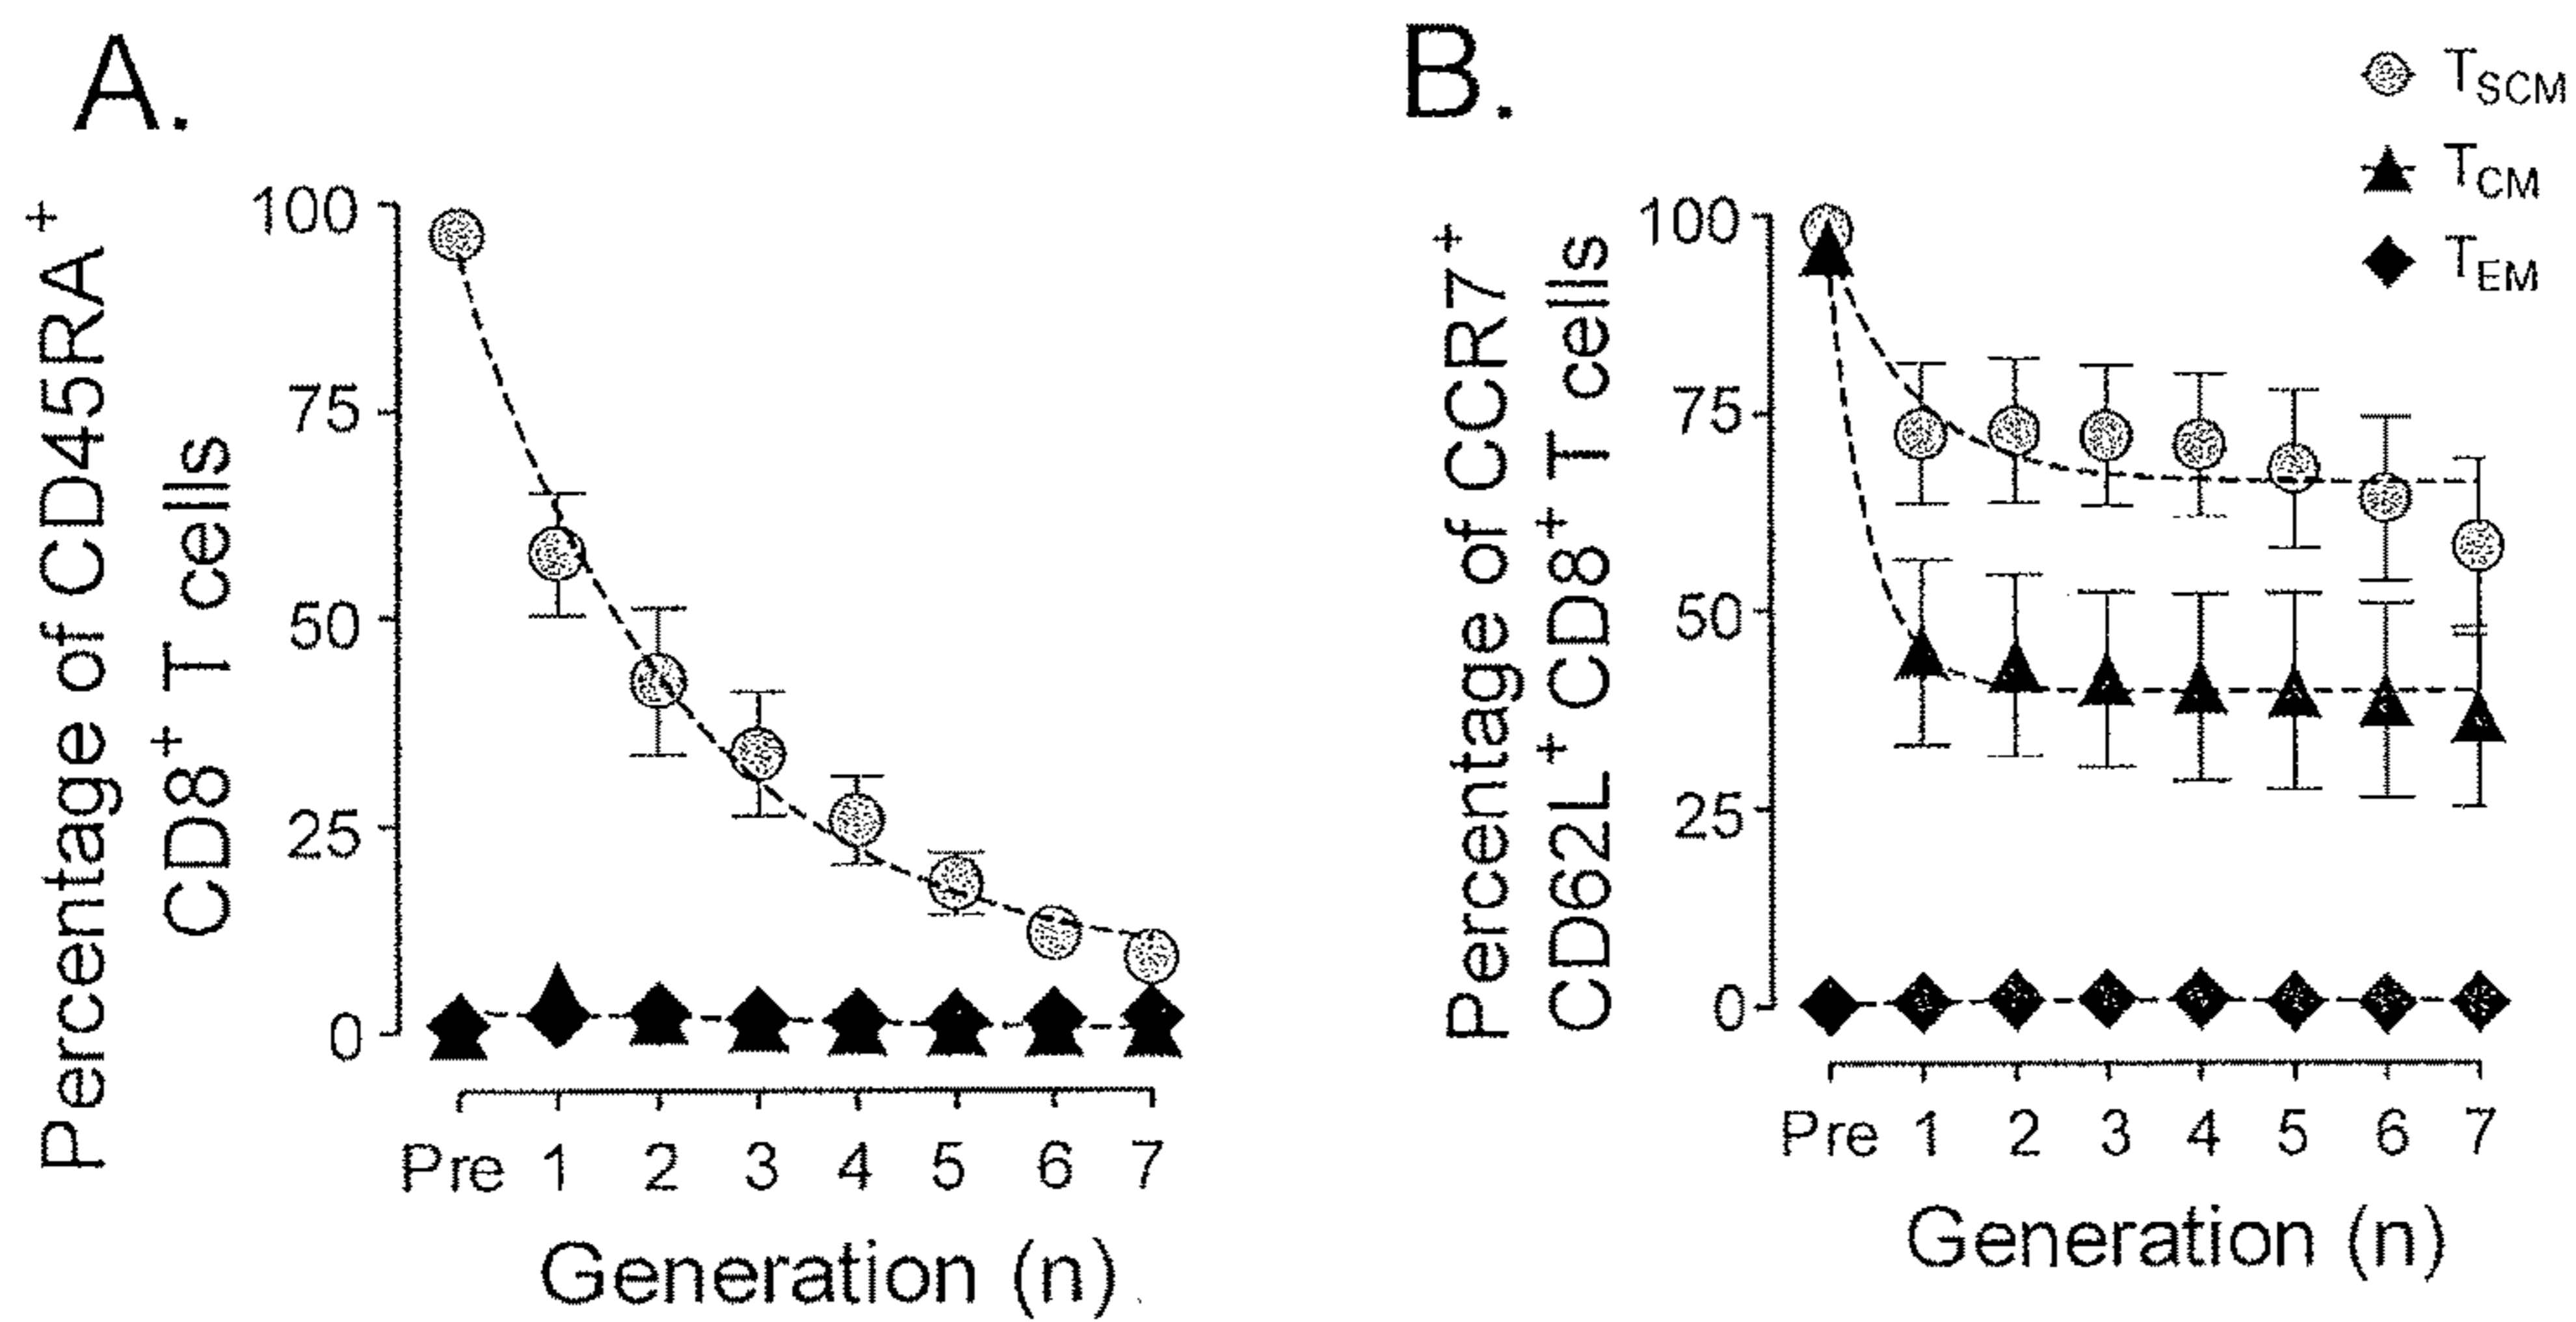 A.
Percentage of CD45RA⁺
CD8⁺ T cells
100
75
50
25
0
Pre 1 2 3 4 5 6 7
Generation (n)
B.
Percentage of CCR7⁺
CD62L⁺ CD8⁺ T cells
100
75
50
25
0
Pre 1 2 3 4 5 6 7
Generation (n)
TSCM
TCM
TEM